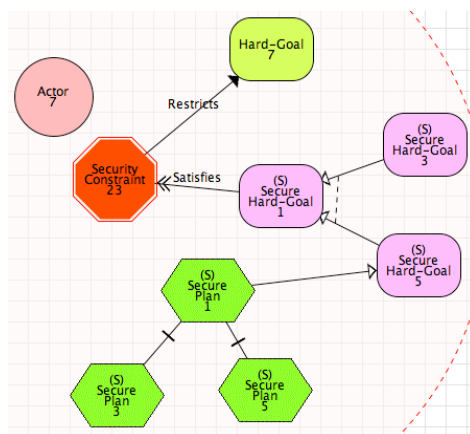 Hard-Goal
7
Actor
7
Restricts
(S)
Secure
Hard-Goal
3
Security
Constraint
23
Satisfies
(S)
Secure
Hard-Goal
1
(S)
Secure
Hard-Goal
5
(S)
Secure
Plan
1
(S)
Secure
Plan
3
(S)
Secure
Plan
5